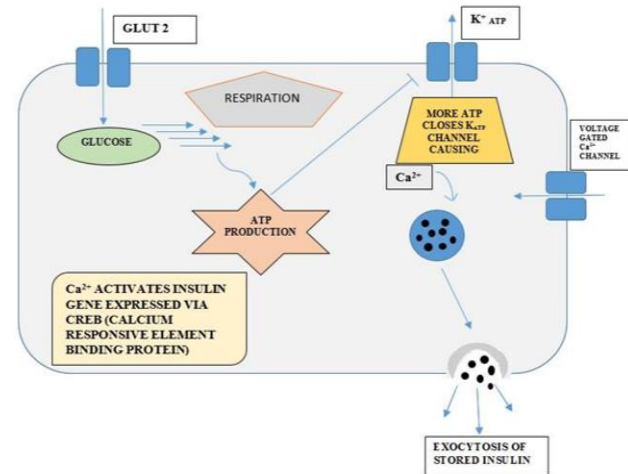 GLUT 2
K⁺ ATP
RESPIRATION
GLUCOSE
MORE ATP
CLOSES KATP
CHANNEL
CAUSING
VOLTAGE
GATED
Ca²⁺
CHANNEL
Ca²⁺
ATP
PRODUCTION
Ca²⁺ ACTIVATES INSULIN
GENE EXPRESSED VIA
CREB (CALCIUM
RESPONSIVE ELEMENT
BINDING PROTEIN)
EXOCYTOSIS OF
STORED INSULIN